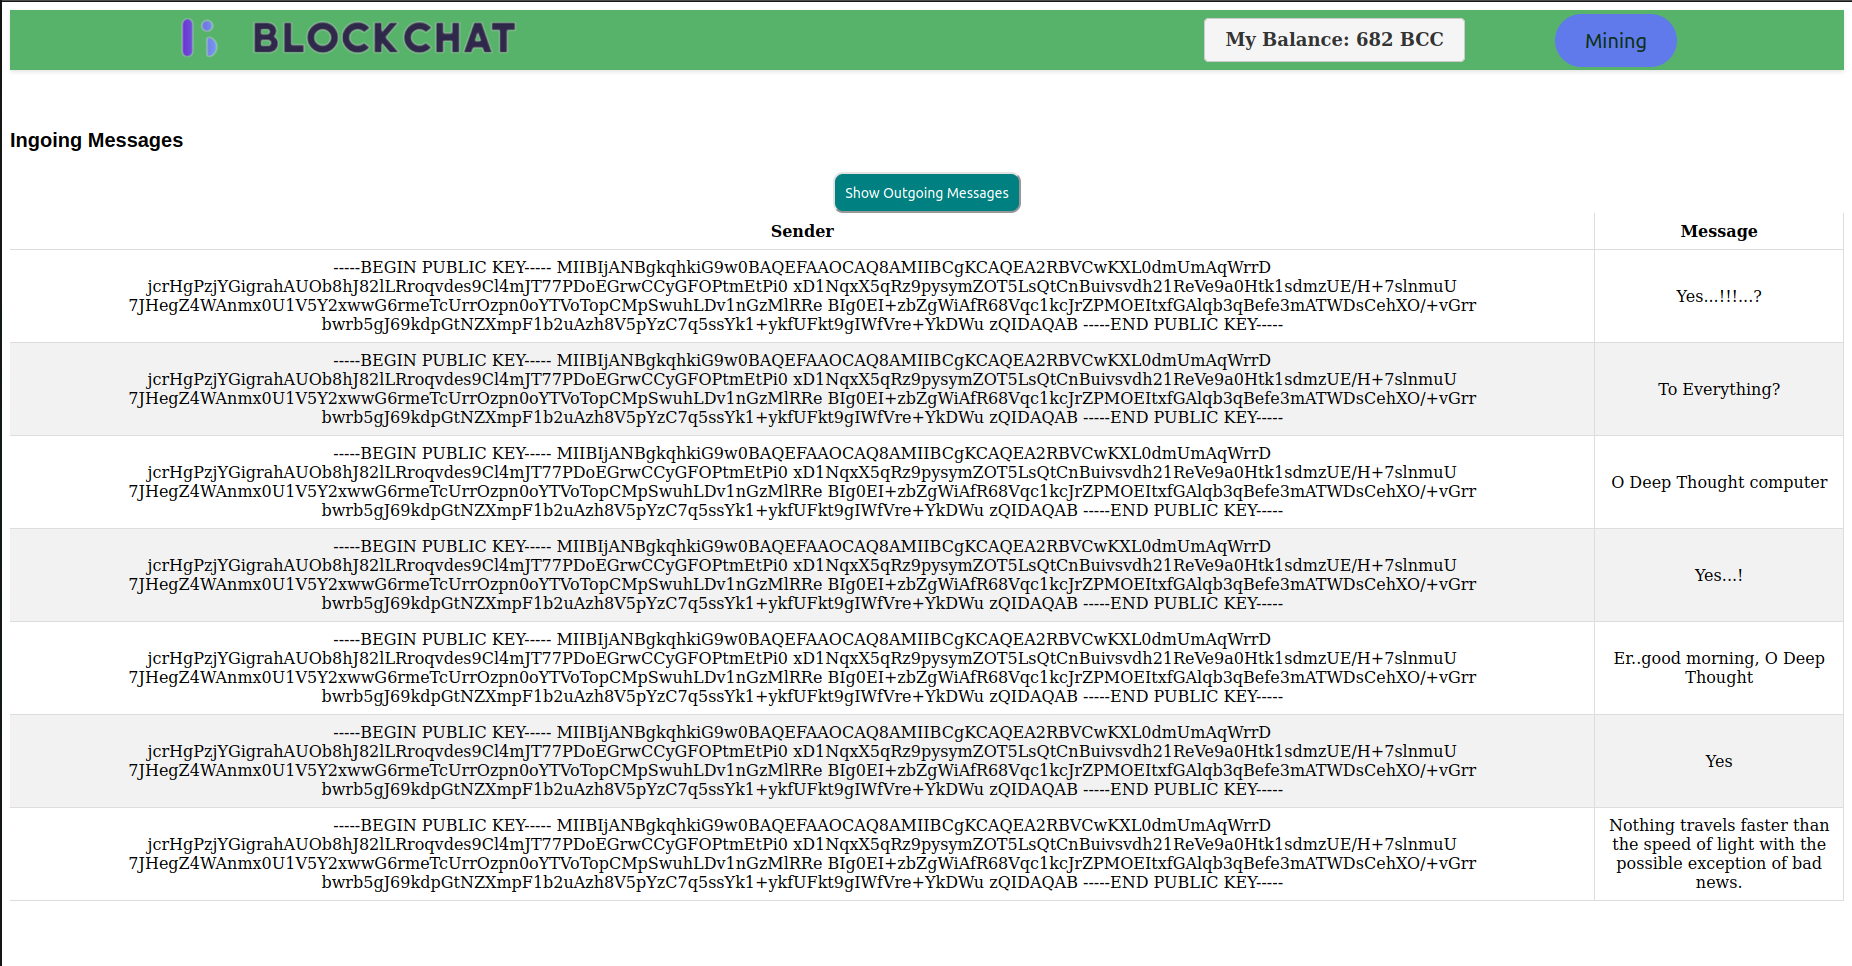 BLOCKCHAT
My Balance: 682 BCC
Mining
Ingoing Messages
Show Outgoing Messages
Sender
Message
-----BEGIN PUBLIC KEY----- MIIBIjANBgkqhkiG9w0BAQEFAAOCAQ8AMIIBCgKCAQEA2RBVCwKXL0dmUmAqWrrD
jcrHgPzjYGigrahAUOb8hJ82lLRroqvdes9Cl4mJT77PDoEGrwCCyGFOPtmEtPi0 xD1NqxX5qRz9pysymZOT5LsQtCnBuivsvdh21ReVe9a0Htk1sdmzUE/H+7slnmuU
7JHegZ4WAnmx0U1V5Y2xwwG6rmeTcUrrOzpn0oYTVoTopCMpSwuhLDv1nGzMlRRe BIg0EI+zbZgWiAfR68Vqc1kcJrZPMOEItxfGAlqb3qBefe3mATWDsCehXO/+vGrr
bwrb5gJ69kdpGtNZXmpF1b2uAzh8V5pYzC7q5ssYk1+ykfUFkt9gIWfVre+YkDWu zQIDAQAB -----END PUBLIC KEY-----
Yes...!!!...?
-----BEGIN PUBLIC KEY----- MIIBIjANBgkqhkiG9w0BAQEFAAOCAQ8AMIIBCgKCAQEA2RBVCwKXL0dmUmAqWrrD
jcrHgPzjYGigrahAUOb8hJ82lLRroqvdes9Cl4mJT77PDoEGrwCCyGFOPtmEtPi0 xD1NqxX5qRz9pysymZOT5LsQtCnBuivsvdh21ReVe9a0Htk1sdmzUE/H+7slnmuU
7JHegZ4WAnmx0U1V5Y2xwwG6rmeTcUrrOzpn0oYTVoTopCMpSwuhLDv1nGzMlRRe BIg0EI+zbZgWiAfR68Vqc1kcJrZPMOEItxfGAlqb3qBefe3mATWDsCehXO/+vGrr
bwrb5gJ69kdpGtNZXmpF1b2uAzh8V5pYzC7q5ssYk1+ykfUFkt9gIWfVre+YkDWu zQIDAQAB -----END PUBLIC KEY-----
To Everything?
-----BEGIN PUBLIC KEY----- MIIBIjANBgkqhkiG9w0BAQEFAAOCAQ8AMIIBCgKCAQEA2RBVCwKXL0dmUmAqWrrD
jcrHgPzjYGigrahAUOb8hJ82lLRroqvdes9Cl4mJT77PDoEGrwCCyGFOPtmEtPi0 xD1NqxX5qRz9pysymZOT5LsQtCnBuivsvdh21ReVe9a0Htk1sdmzUE/H+7slnmuU
7JHegZ4WAnmx0U1V5Y2xwwG6rmeTcUrrOzpn0oYTVoTopCMpSwuhLDv1nGzMlRRe BIg0EI+zbZgWiAfR68Vqc1kcJrZPMOEItxfGAlqb3qBefe3mATWDsCehXO/+vGrr
bwrb5gJ69kdpGtNZXmpF1b2uAzh8V5pYzC7q5ssYk1+ykfUFkt9gIWfVre+YkDWu zQIDAQAB -----END PUBLIC KEY-----
O Deep Thought computer
-----BEGIN PUBLIC KEY----- MIIBIjANBgkqhkiG9w0BAQEFAAOCAQ8AMIIBCgKCAQEA2RBVCwKXL0dmUmAqWrrD
jcrHgPzjYGigrahAUOb8hJ82lLRroqvdes9Cl4mJT77PDoEGrwCCyGFOPtmEtPi0 xD1NqxX5qRz9pysymZOT5LsQtCnBuivsvdh21ReVe9a0Htk1sdmzUE/H+7slnmuU
7JHegZ4WAnmx0U1V5Y2xwwG6rmeTcUrrOzpn0oYTVoTopCMpSwuhLDv1nGzMlRRe BIg0EI+zbZgWiAfR68Vqc1kcJrZPMOEItxfGAlqb3qBefe3mATWDsCehXO/+vGrr
bwrb5gJ69kdpGtNZXmpF1b2uAzh8V5pYzC7q5ssYk1+ykfUFkt9gIWfVre+YkDWu zQIDAQAB -----END PUBLIC KEY-----
Yes...!
-----BEGIN PUBLIC KEY----- MIIBIjANBgkqhkiG9w0BAQEFAAOCAQ8AMIIBCgKCAQEA2RBVCwKXL0dmUmAqWrrD
jcrHgPzjYGigrahAUOb8hJ82lLRroqvdes9Cl4mJT77PDoEGrwCCyGFOPtmEtPi0 xD1NqxX5qRz9pysymZOT5LsQtCnBuivsvdh21ReVe9a0Htk1sdmzUE/H+7slnmuU
7JHegZ4WAnmx0U1V5Y2xwwG6rmeTcUrrOzpn0oYTVoTopCMpSwuhLDv1nGzMlRRe BIg0EI+zbZgWiAfR68Vqc1kcJrZPMOEItxfGAlqb3qBefe3mATWDsCehXO/+vGrr
bwrb5gJ69kdpGtNZXmpF1b2uAzh8V5pYzC7q5ssYk1+ykfUFkt9gIWfVre+YkDWu zQIDAQAB -----END PUBLIC KEY-----
Er..good morning, O Deep
Thought
-----BEGIN PUBLIC KEY----- MIIBIjANBgkqhkiG9w0BAQEFAAOCAQ8AMIIBCgKCAQEA2RBVCwKXL0dmUmAqWrrD
jcrHgPzjYGigrahAUOb8hJ82lLRroqvdes9Cl4mJT77PDoEGrwCCyGFOPtmEtPi0 xD1NqxX5qRz9pysymZOT5LsQtCnBuivsvdh21ReVe9a0Htk1sdmzUE/H+7slnmuU
7JHegZ4WAnmx0U1V5Y2xwwG6rmeTcUrrOzpn0oYTVoTopCMpSwuhLDv1nGzMlRRe BIg0EI+zbZgWiAfR68Vqc1kcJrZPMOEItxfGAlqb3qBefe3mATWDsCehXO/+vGrr
bwrb5gJ69kdpGtNZXmpF1b2uAzh8V5pYzC7q5ssYk1+ykfUFkt9gIWfVre+YkDWu zQIDAQAB -----END PUBLIC KEY-----
Yes
-----BEGIN PUBLIC KEY----- MIIBIjANBgkqhkiG9w0BAQEFAAOCAQ8AMIIBCgKCAQEA2RBVCwKXL0dmUmAqWrrD
jcrHgPzjYGigrahAUOb8hJ82lLRroqvdes9Cl4mJT77PDoEGrwCCyGFOPtmEtPi0 xD1NqxX5qRz9pysymZOT5LsQtCnBuivsvdh21ReVe9a0Htk1sdmzUE/H+7slnmuU
7JHegZ4WAnmx0U1V5Y2xwwG6rmeTcUrrOzpn0oYTVoTopCMpSwuhLDv1nGzMlRRe BIg0EI+zbZgWiAfR68Vqc1kcJrZPMOEItxfGAlqb3qBefe3mATWDsCehXO/+vGrr
bwrb5gJ69kdpGtNZXmpF1b2uAzh8V5pYzC7q5ssYk1+ykfUFkt9gIWfVre+YkDWu zQIDAQAB -----END PUBLIC KEY-----
Nothing travels faster than
the speed of light with the
possible exception of bad
news.